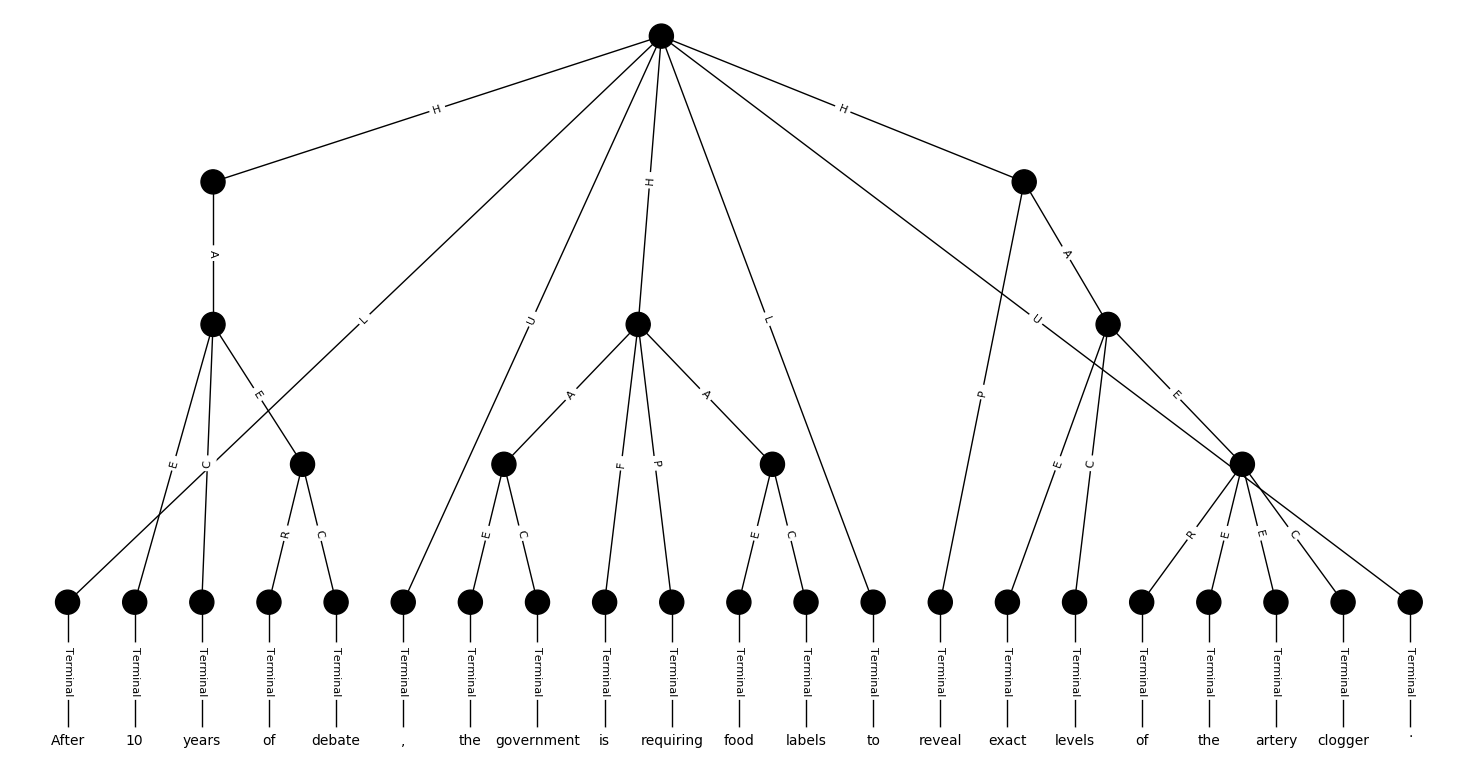 H H
H
A A
L U L U
A A P E
E
E C F P E C
R C E C E C R E E C
Terminal Terminal Terminal Terminal Terminal Terminal Terminal Terminal Terminal Terminal Terminal Terminal Terminal Terminal Terminal Terminal Terminal Terminal Terminal Terminal Terminal
After 10 years of debate , the government is requiring food labels to reveal exact levels of the artery clogger .